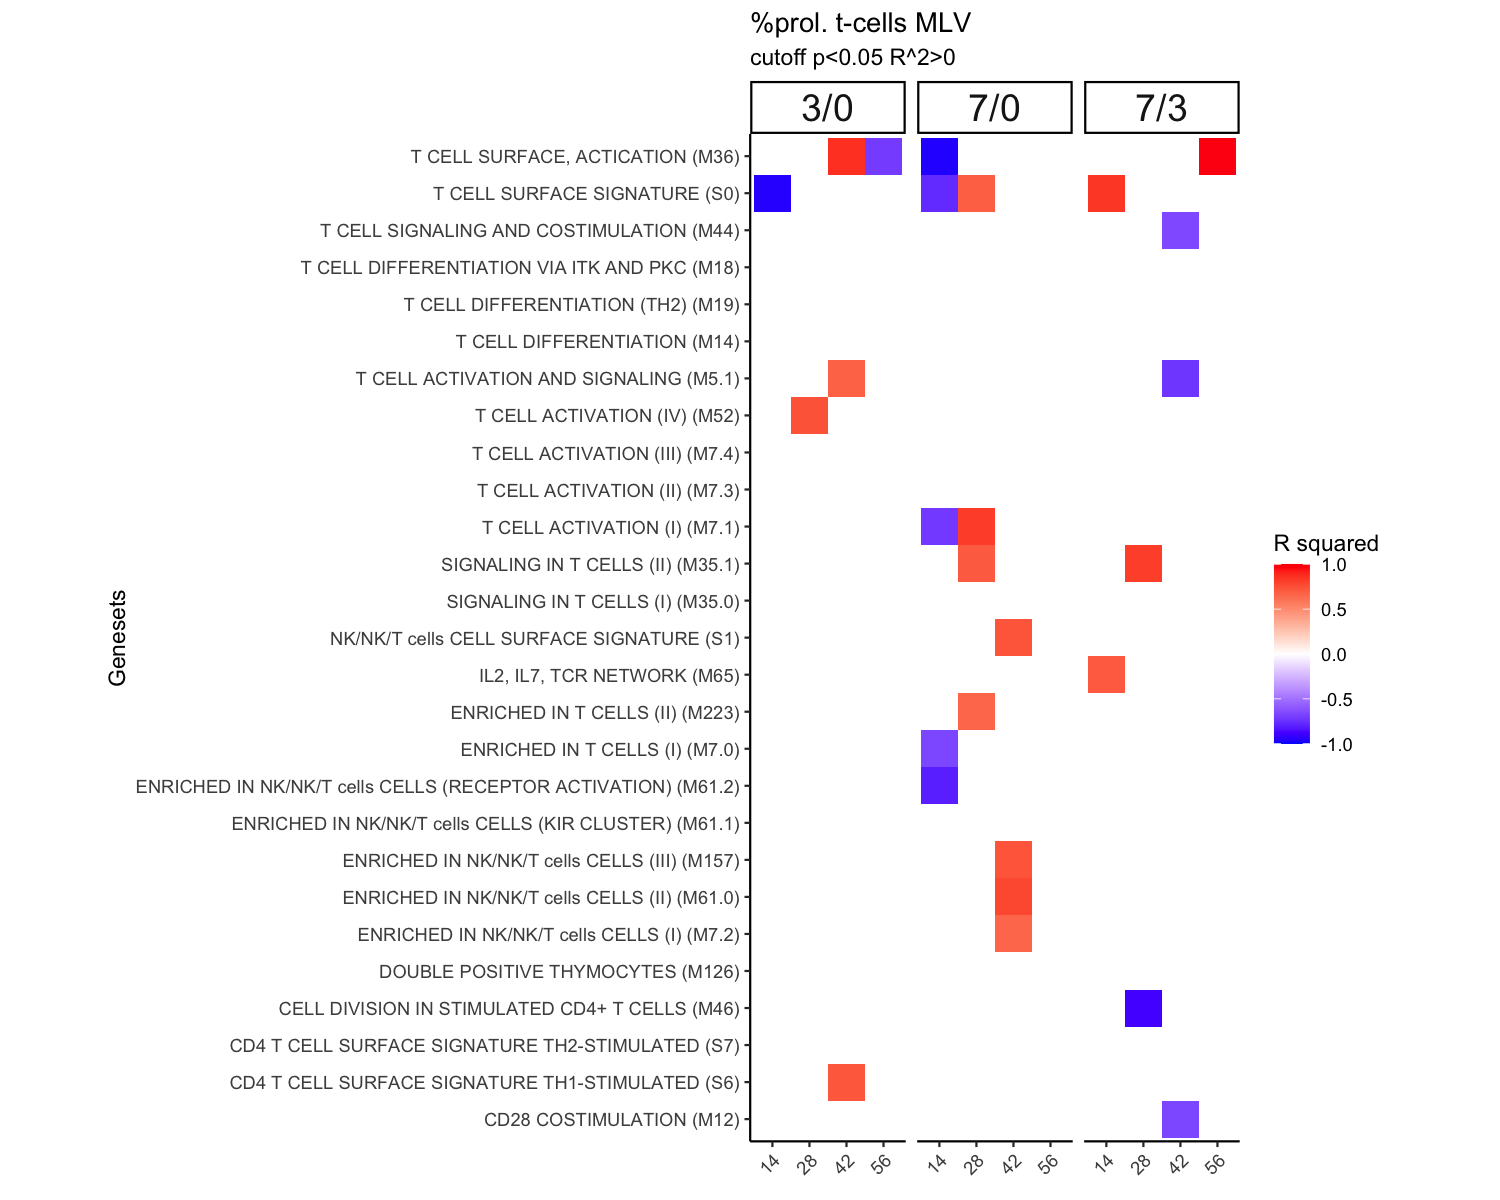 %prol. t-cells MLV
cutoff p<0.05 R^2>0
3/0 7/0 7/3
T CELL SURFACE, ACTICATION (M36)
T CELL SURFACE SIGNATURE (S0)
T CELL SIGNALING AND COSTIMULATION (M44)
T CELL DIFFERENTIATION VIA ITK AND PKC (M18)
T CELL DIFFERENTIATION (TH2) (M19)
T CELL DIFFERENTIATION (M14)
T CELL ACTIVATION AND SIGNALING (M5.1)
T CELL ACTIVATION (IV) (M52)
T CELL ACTIVATION (III) (M7.4)
T CELL ACTIVATION (II) (M7.3)
T CELL ACTIVATION (I) (M7.1)
SIGNALING IN T CELLS (II) (M35.1)
SIGNALING IN T CELLS (I) (M35.0)
NK/NK/T cells CELL SURFACE SIGNATURE (S1)
IL2, IL7, TCR NETWORK (M65)
ENRICHED IN T CELLS (II) (M223)
ENRICHED IN T CELLS (I) (M7.0)
ENRICHED IN NK/NK/T cells CELLS (RECEPTOR ACTIVATION) (M61.2)
ENRICHED IN NK/NK/T cells CELLS (KIR CLUSTER) (M61.1)
ENRICHED IN NK/NK/T cells CELLS (III) (M157)
ENRICHED IN NK/NK/T cells CELLS (II) (M61.0)
ENRICHED IN NK/NK/T cells CELLS (I) (M7.2)
DOUBLE POSITIVE THYMOCYTES (M126)
CELL DIVISION IN STIMULATED CD4+ T CELLS (M46)
CD4 T CELL SURFACE SIGNATURE TH2-STIMULATED (S7)
CD4 T CELL SURFACE SIGNATURE TH1-STIMULATED (S6)
CD28 COSTIMULATION (M12)
Genesets
14 28 42 56 14 28 42 56 14 28 42 56
R squared
1.0
0.5
0.0
-0.5
-1.0